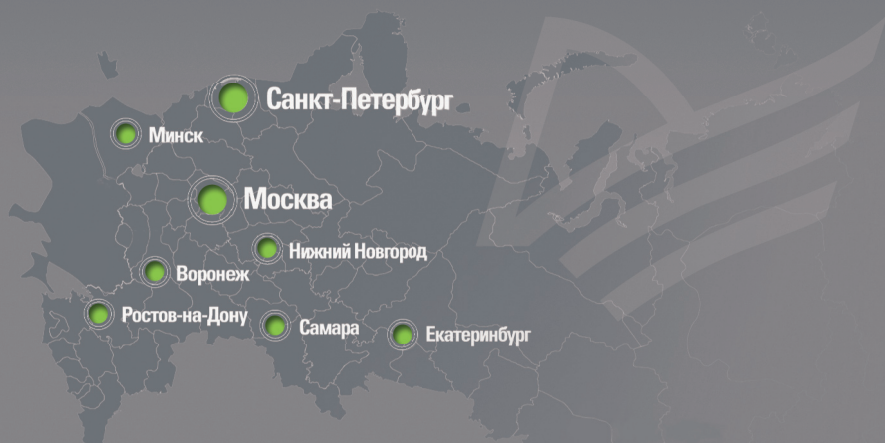 Санкт-Петербург
Минск
Москва
Нижний Новгород
Воронеж
Ростов-на-Дону
Самара
Екатеринбург